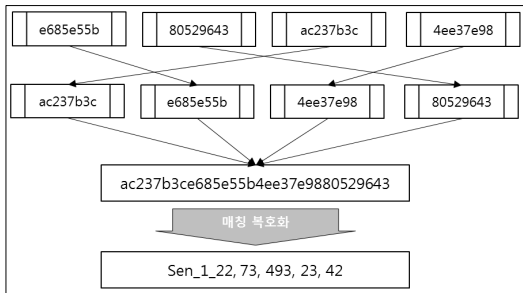 e685e55b 80529643 ac237b3c 4ee37e98
ac237b3c e685e55b 4ee37e98 80529643
ac237b3ce685e55b4ee37e9880529643
매칭 복호화
Sen_1_22, 73, 493, 23, 42